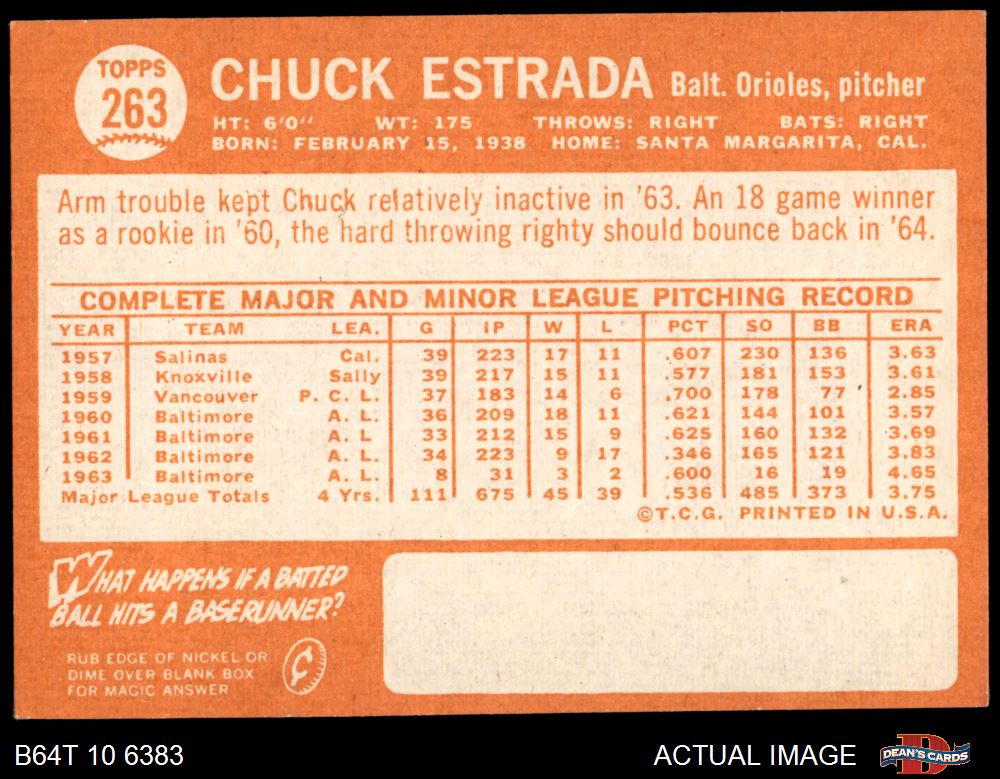 TOPPS
263
CHUCK ESTRADA Balt. Orioles, pitcher
HT: 6'0" WT: 175 THROWS: RIGHT BATS: RIGHT
BORN: FEBRUARY 15, 1938 HOME: SANTA MARGARITA, CAL.
Arm trouble kept Chuck relatively inactive in '63. An 18 game winner
as a rookie in '60, the hard throwing righty should bounce back in '64.
COMPLETE MAJOR AND MINOR LEAGUE PITCHING RECORD
YEAR TEAM LEA. G IP W L PCT SO BB ERA
1957 Salinas Cal. 39 223 17 11 .607 230 136 3.63
1958 Knoxville Sally 39 217 15 11 .577 181 153 3.61
1959 Vancouver P. C. L. 37 183 14 6 .700 178 77 2.85
1960 Baltimore A. L. 36 209 18 11 .621 144 101 3.57
1961 Baltimore A. L 33 212 15 9 .625 160 132 3.69
1962 Baltimore A. L. 34 223 9 17 .346 165 121 3.83
1963 Baltimore A. L. 8 31 3 2 .600 16 19 4.65
Major League Totals 4 Yrs. 111 675 45 39 .536 485 373 3.75
©T.C.G. PRINTED IN U.S.A.
WHAT HAPPENS IF A BATTED
BALL HITS A BASERUNNER?
RUB EDGE OF NICKEL OR
DIME OVER BLANK BOX
FOR MAGIC ANSWER
¢
B64T 10 6383 ACTUAL IMAGE D DEAN'S CARDS